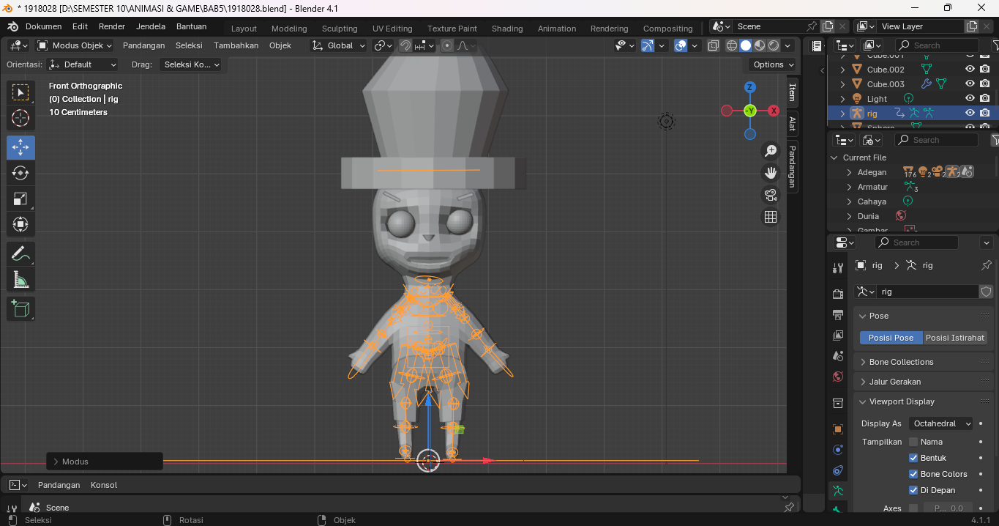 * 1918028 [D:\SEMESTER 10\ANIMASI & GAME\BAB5\1918028.blend] - Blender 4.1
Dokumen Edit Render Jendela Bantuan Layout Modeling Sculpting UV Editing Texture Paint Shading Animation Rendering Compositing Scene View Layer
Modus Objek Pandangan Seleksi Tambahkan Objek Global Search
Orientasi: Default Drag: Seleksi Ko... Options
Front Orthographic
(0) Collection | rig
10 Centimeters
Z
-Y
X
Item
Alat
Pandangan
Cube.001
Cube.002
Cube.003
Light
rig
Sphere
Search
Current File
Adegan 176 2 2 2
Armatur 3
Cahaya
Dunia
Gambar
Search
rig rig
rig
Pose
Posisi Pose Posisi Istirahat
Bone Collections
Jalur Gerakan
Viewport Display
Display As Octahedral
Tampilkan Nama
Bentuk
Bone Colors
Di Depan
Axes P... 0.0
Modus
Pandangan Konsol
Scene
Seleksi Rotasi Objek 4.1.1